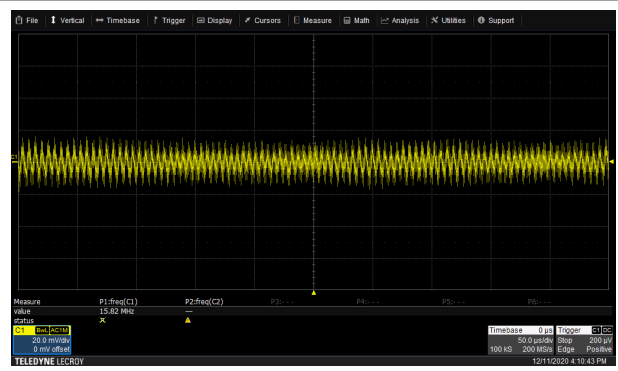 File Vertical Timebase Trigger Display Cursors Measure Math Analysis Utilities Support
C1
Measure P1:freq(C1) P2:freq(C2) P3:- - - P4:- - - P5:- - - P6:- - -
value 15.82 MHz ---
status
C1 BwL AC1M
20.0 mV/div
0 mV offset
Timebase 0 µs
50.0 µs/div
100 kS 200 MS/s
Trigger C1 DC
Stop 200 µV
Edge Positive
TELEDYNE LECROY 12/11/2020 4:10:43 PM